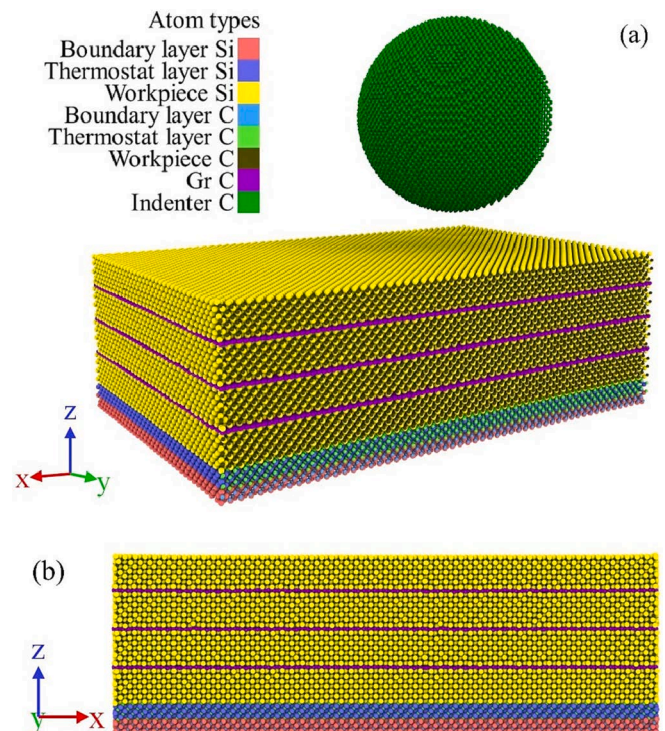 Atom types
(a)
Boundary layer Si
Thermostat layer Si
Workpiece Si
Boundary layer C
Thermostat layer C
Workpiece C
Gr C
Indenter C
z
x
y
(b)
z
y
x